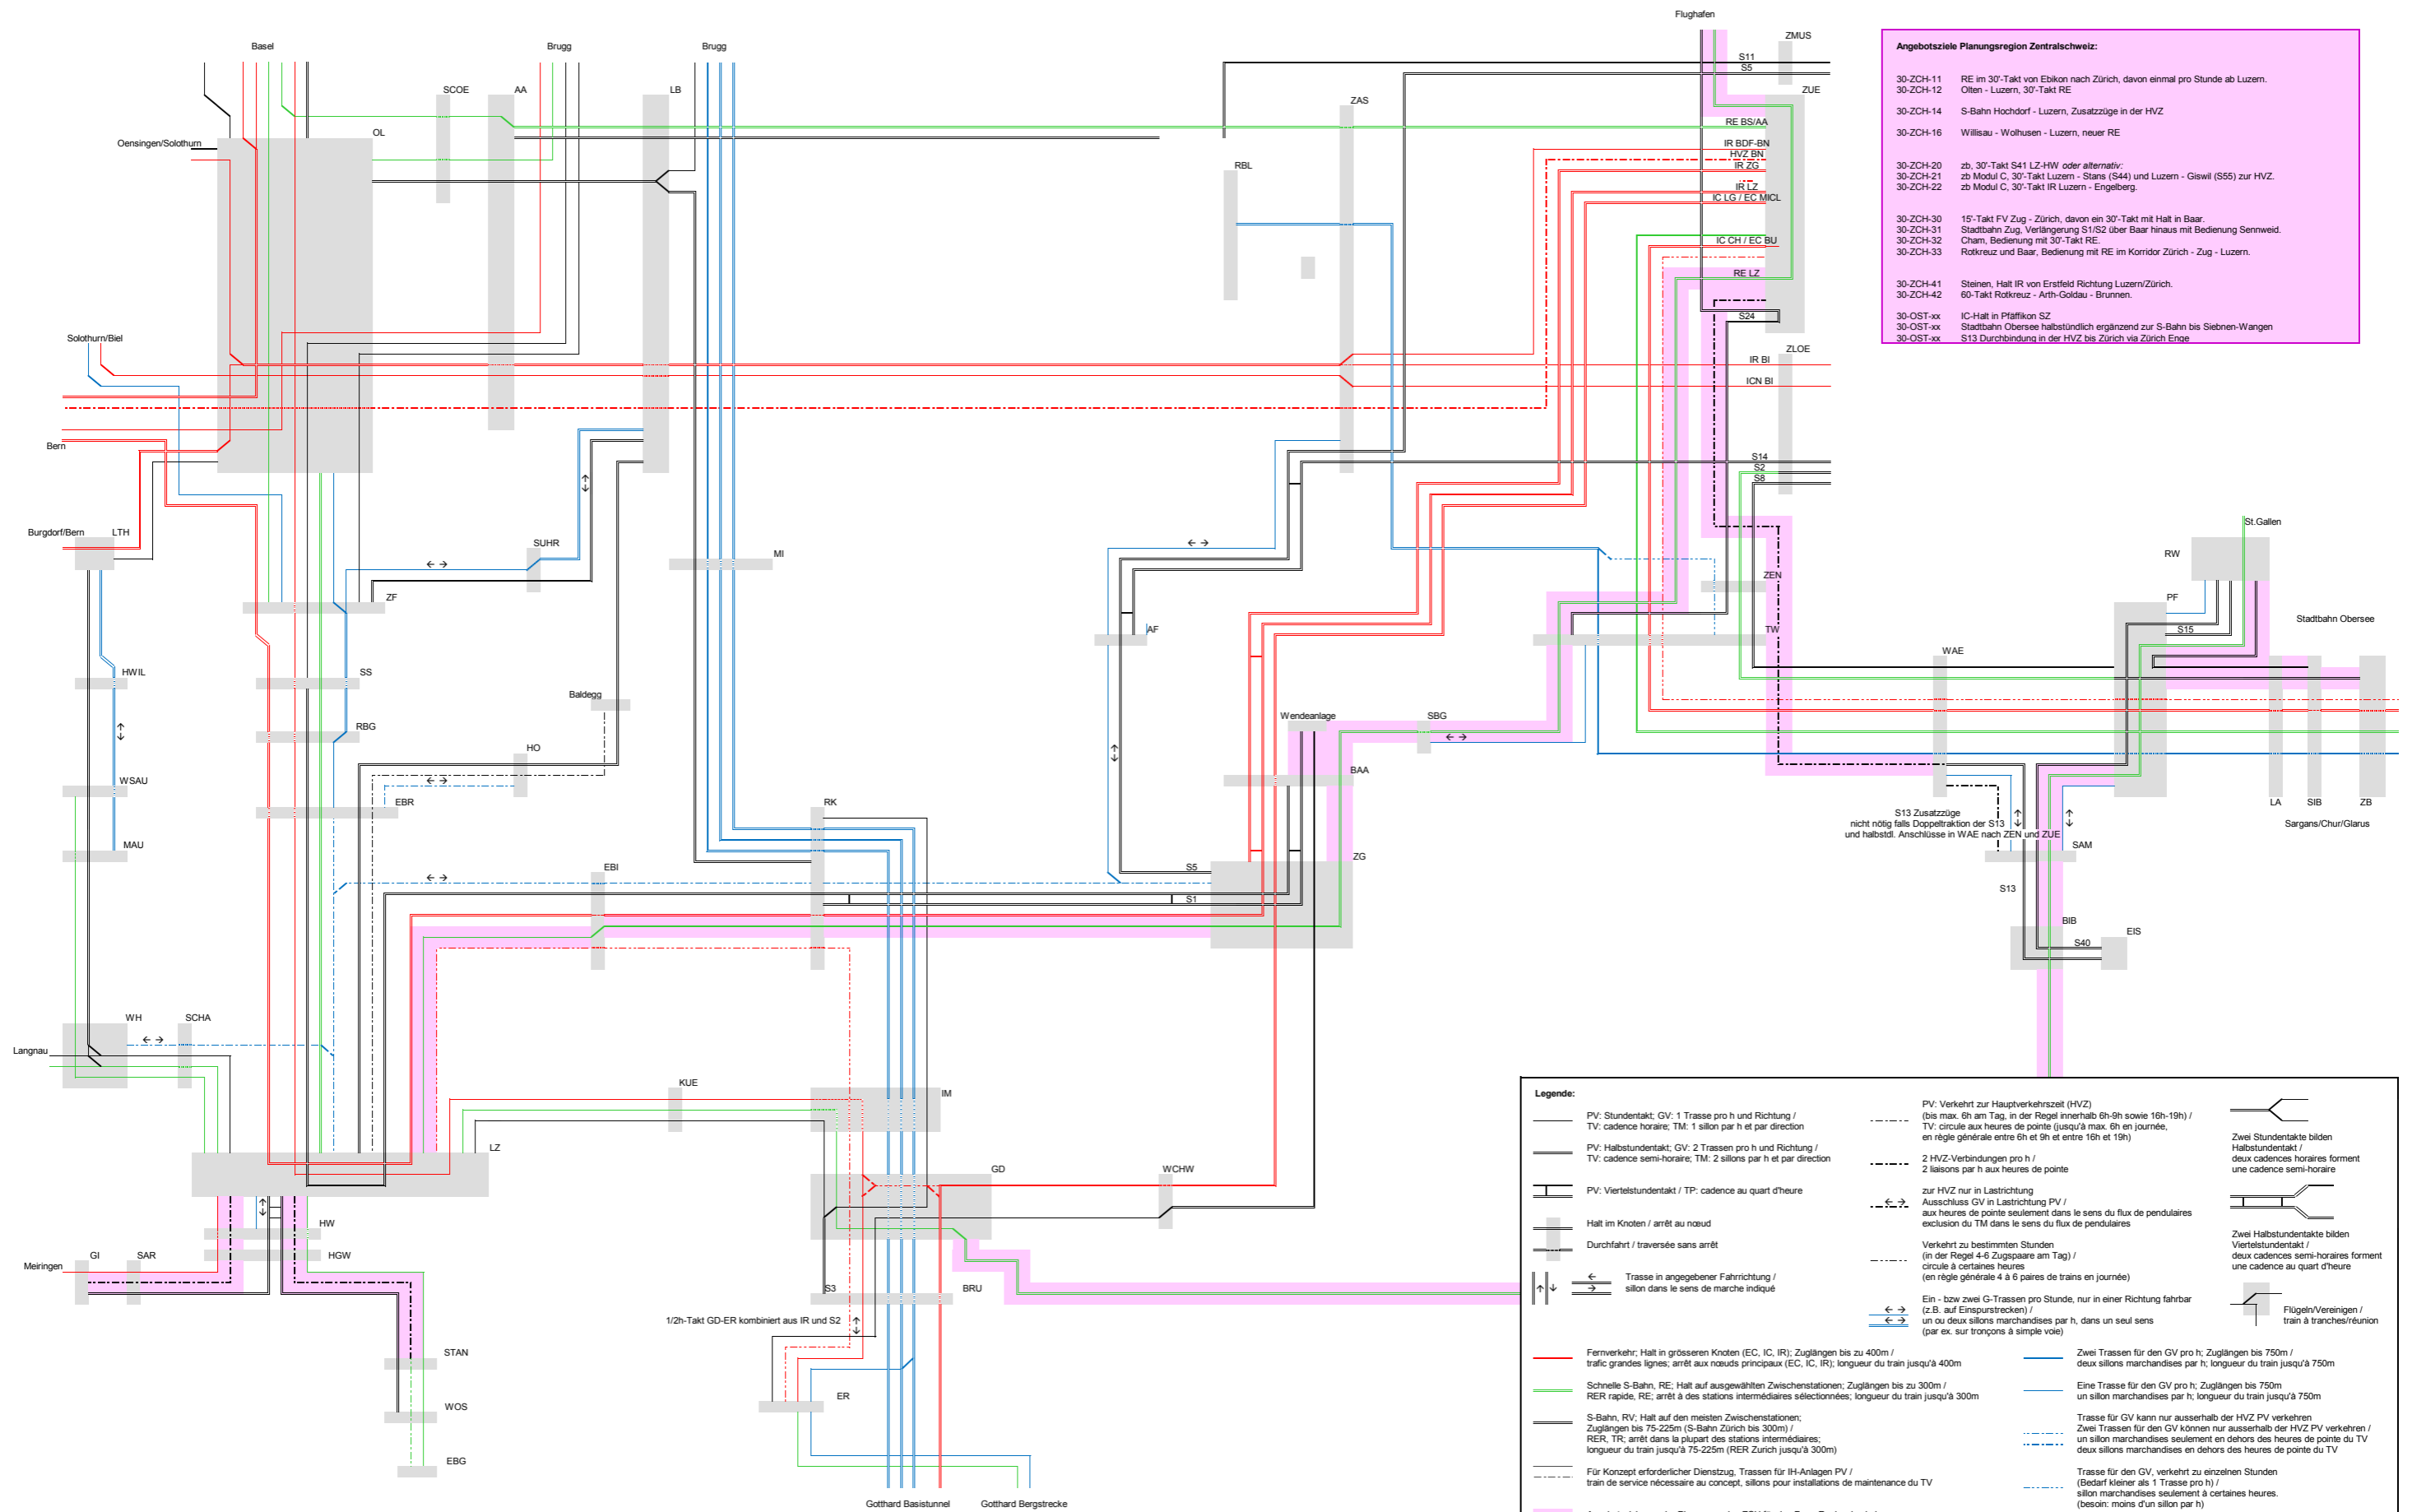 Flughafen
ZMUS
Basel
Brugg
Brugg
S11
S5
SCOE
AA
LB
ZUE
ZAS
RE BS/AA
OL
Oensingen/Solothurn
IR BDF-BN
HVZ BN
RBL
IR ZG
IR LZ
IC LG / EC MICL
IC CH / EC BU
RE LZ
S24
Angebotsziele Planungsregion Zentralschweiz:
30-ZCH-11 RE im 30'-Takt von Ebikon nach Zürich, davon einmal pro Stunde ab Luzern.
30-ZCH-12 Olten - Luzern, 30'-Takt RE
30-ZCH-14 S-Bahn Hochdorf - Luzern, Zusatzzüge in der HVZ
30-ZCH-16 Willisau - Wolhusen - Luzern, neuer RE
30-ZCH-20 zb, 30'-Takt S41 LZ-HW oder alternativ:
30-ZCH-21 zb Modul C, 30'-Takt Luzern - Stans (S44) und Luzern - Giswil (S55) zur HVZ.
30-ZCH-22 zb Modul C, 30'-Takt IR Luzern - Engelberg.
30-ZCH-30 15'-Takt FV Zug - Zürich, davon ein 30'-Takt mit Halt in Baar.
30-ZCH-31 Stadtbahn Zug, Verlängerung S1/S2 über Baar hinaus mit Bedienung Sennweid.
30-ZCH-32 Cham, Bedienung mit 30'-Takt RE.
30-ZCH-33 Rotkreuz und Baar, Bedienung mit RE im Korridor Zürich - Zug - Luzern.
30-ZCH-41 Steinen, Halt IR von Erstfeld Richtung Luzern/Zürich.
30-ZCH-42 60-Takt Rotkreuz - Arth-Goldau - Brunnen.
30-OST-xx IC-Halt in Pfäffikon SZ
30-OST-xx Stadtbahn Obersee halbstündlich ergänzend zur S-Bahn bis Siebnen-Wangen
30-OST-xx S13 Durchbindung in der HVZ bis Zürich via Zürich Enge
Solothurn/Biel
ZLOE
IR BI
ICN BI
Bern
S14
S2
S8
Burgdorf/Bern
LTH
SUHR
MI
St.Gallen
RW
ZF
ZEN
PF
AF
TW
S15
Stadtbahn Obersee
WAE
HWIL
SS
Baldegg
Wendeanlage
SBG
RBG
HO
BAA
WSAU
EBR
RK
LA
SIB
ZB
S13 Zusatzzüge
nicht nötig falls Doppeltraktion der S13
und halbstdl. Anschlüsse in WAE nach ZEN und ZUE
Sargans/Chur/Glarus
MAU
SAM
ZG
EBI
S5
S1
S13
BIB
EIS
S40
WH
SCHA
Langnau
KUE
IM
LZ
GD
WCHW
HW
HGW
GI
SAR
Meiringen
S3
BRU
1/2h-Takt GD-ER kombiniert aus IR und S2
STAN
ER
WOS
EBG
Gotthard Basistunnel
Gotthard Bergstrecke
Legende:
PV: Stundentakt; GV: 1 Trasse pro h und Richtung /
TV: cadence horaire; TM: 1 sillon par h et par direction
PV: Halbstundentakt; GV: 2 Trassen pro h und Richtung /
TV: cadence semi-horaire; TM: 2 sillons par h et par direction
PV: Viertelstundentakt / TP: cadence au quart d'heure
Halt im Knoten / arrêt au nœud
Durchfahrt / traversée sans arrêt
Trasse in angegebener Fahrrichtung /
sillon dans le sens de marche indiqué
PV: Verkehrt zur Hauptverkehrszeit (HVZ)
(bis max. 6h am Tag, in der Regel innerhalb 6h-9h sowie 16h-19h) /
TV: circule aux heures de pointe (jusqu'à max. 6h en journée,
en règle générale entre 6h et 9h et entre 16h et 19h)
2 HVZ-Verbindungen pro h /
2 liaisons par h aux heures de pointe
zur HVZ nur in Lastrichtung
Ausschluss GV in Lastrichtung PV /
aux heures de pointe seulement dans le sens du flux de pendulaires
exclusion du TM dans le sens du flux de pendulaires
Verkehrt zu bestimmten Stunden
(in der Regel 4-6 Zugspaare am Tag) /
circule à certaines heures
(en règle générale 4 à 6 paires de trains en journée)
Ein - bzw zwei G-Trassen pro Stunde, nur in einer Richtung fahrbar
(z.B. auf Einspurstrecken) /
un ou deux sillons marchandises par h, dans un seul sens
(par ex. sur tronçons à simple voie)
Zwei Stundentakte bilden
Halbstundentakt /
deux cadences horaires forment
une cadence semi-horaire
Zwei Halbstundentakte bilden
Viertelstundentakt /
deux cadences semi-horaires forment
une cadence au quart d'heure
Flügeln/Vereinigen /
train à tranches/réunion
Fernverkehr; Halt in grösseren Knoten (EC, IC, IR); Zuglängen bis zu 400m /
trafic grandes lignes; arrêt aux nœuds principaux (EC, IC, IR); longueur du train jusqu'à 400m
Schnelle S-Bahn, RE; Halt auf ausgewählten Zwischenstationen; Zuglängen bis zu 300m /
RER rapide, RE; arrêt à des stations intermédiaires sélectionnées; longueur du train jusqu'à 300m
S-Bahn, RV; Halt auf den meisten Zwischenstationen;
Zuglängen bis 75-225m (S-Bahn Zürich bis 300m) /
RER, TR; arrêt dans la plupart des stations intermédiaires;
longueur du train jusqu'à 75-225m (RER Zurich jusqu'à 300m)
Für Konzept erforderlicher Dienstzug, Trassen für IH-Anlagen PV /
train de service nécessaire au concept, sillons pour installations de maintenance du TV
Zwei Trassen für den GV pro h; Zuglängen bis 750m /
deux sillons marchandises par h; longueur du train jusqu'à 750m
Eine Trasse für den GV pro h; Zuglängen bis 750m
un sillon marchandises par h; longueur du train jusqu'à 750m
Trasse für GV kann nur ausserhalb der HVZ PV verkehren
Zwei Trassen für den GV können nur ausserhalb der HVZ PV verkehren /
un sillon marchandises seulement en dehors des heures de pointe du TV
deux sillons marchandises en dehors des heures de pointe du TV
Trasse für den GV, verkehrt zu einzelnen Stunden
(Bedarf kleiner als 1 Trasse pro h) /
sillon marchandises seulement à certaines heures.
(besoin: moins d'un sillon par h)